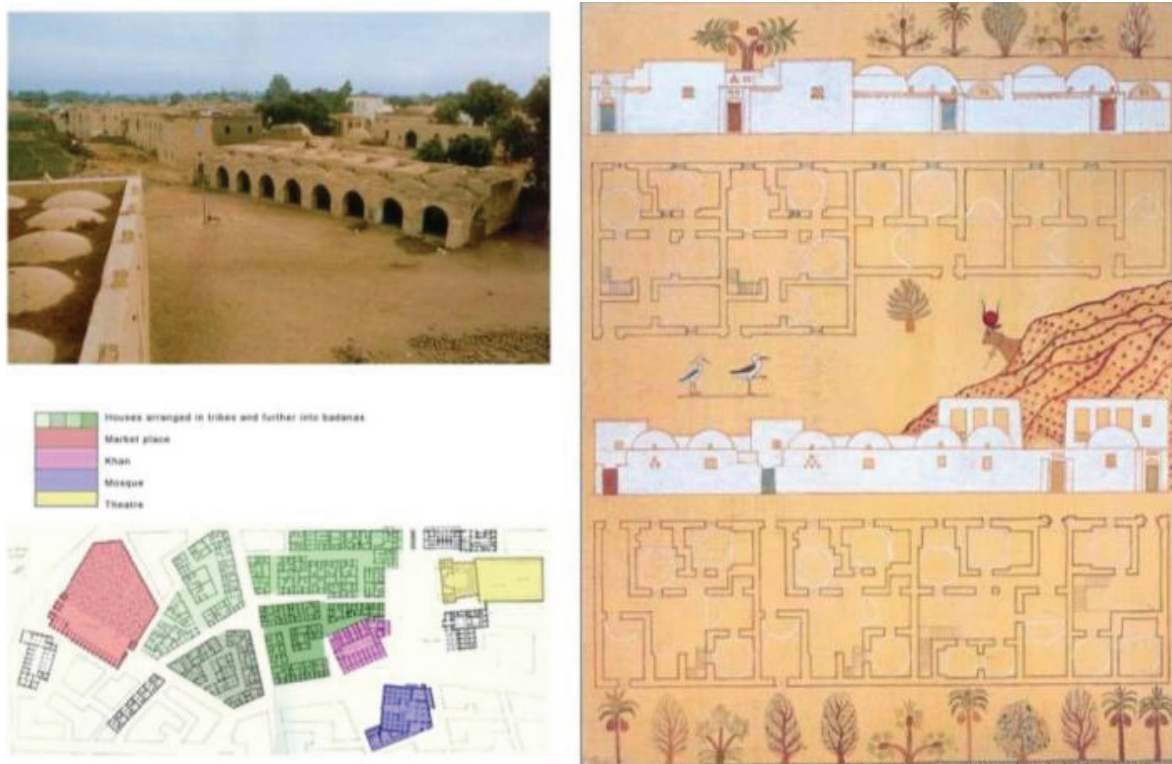 Houses arranged in tribes and further into badanas
Market place
Khan
Mosque
Theatre